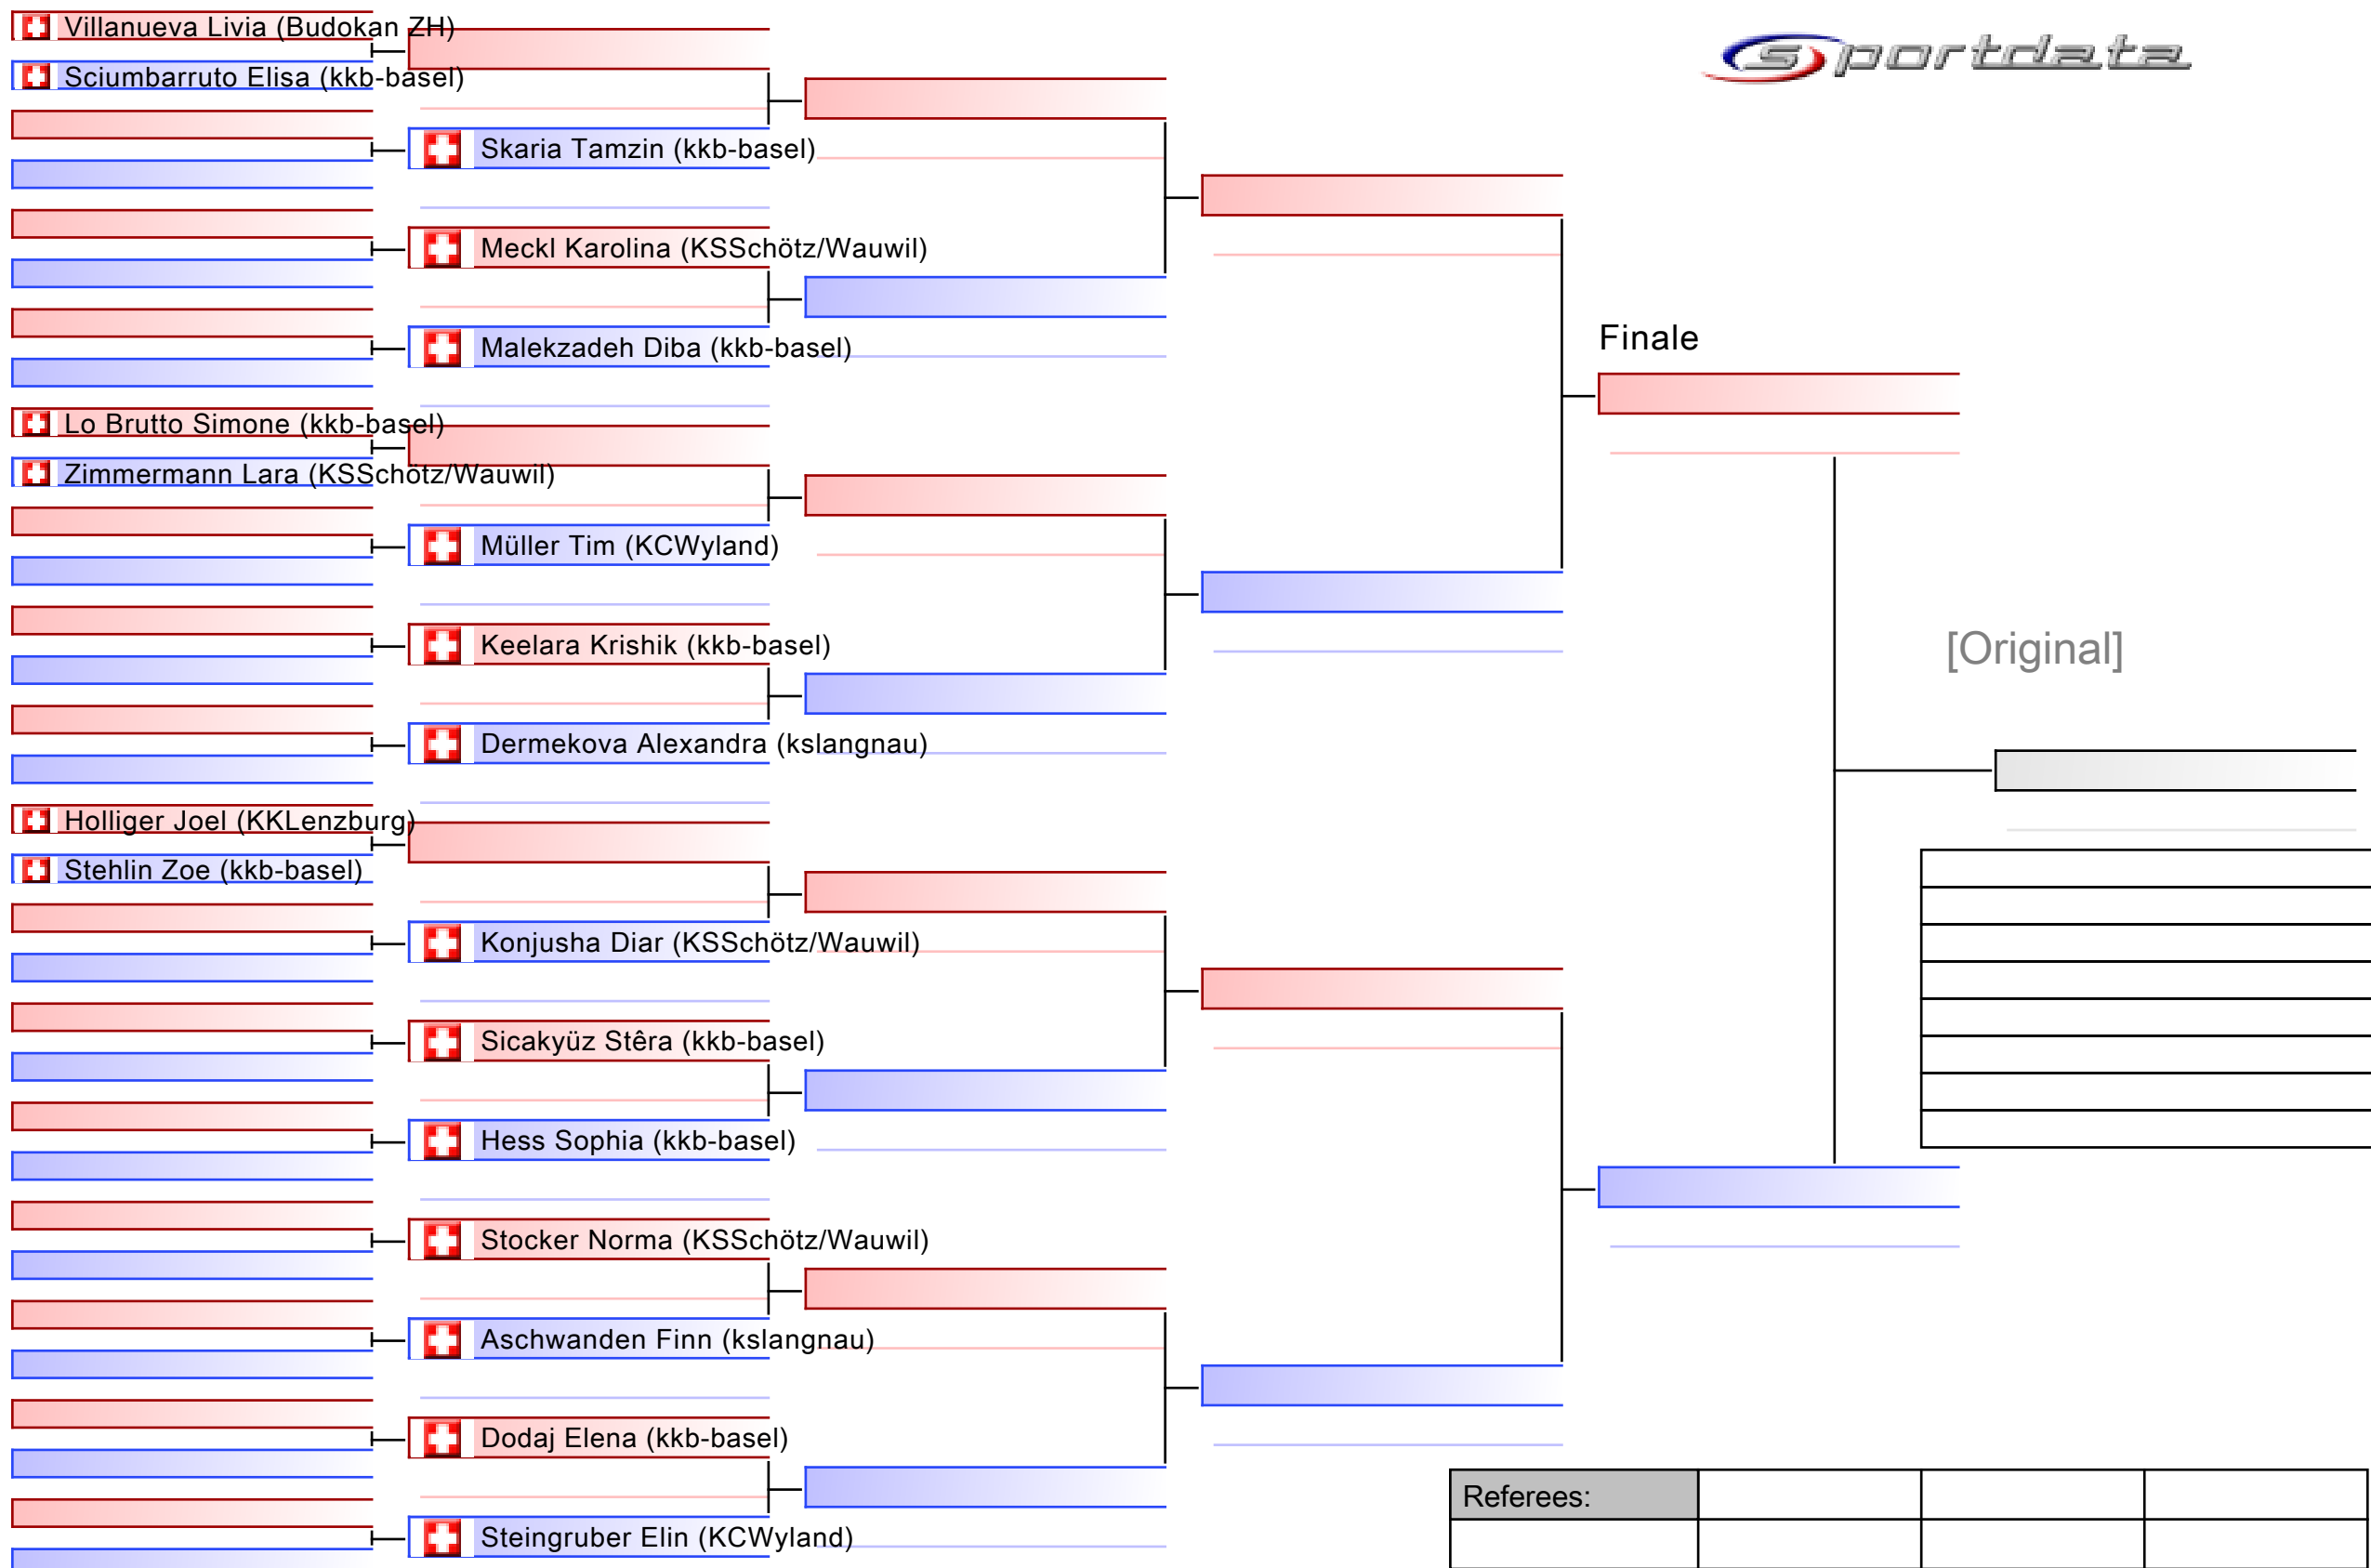 Villanueva Livia (Budokan ZH)
Sciumbarruto Elisa (kkb-basel)
Skaria Tamzin (kkb-basel)
Meckl Karolina (KSSchötz/Wauwil)
Malekzadeh Diba (kkb-basel)
Lo Brutto Simone (kkb-basel)
Zimmermann Lara (KSSchötz/Wauwil)
Müller Tim (KCWyland)
Keelara Krishik (kkb-basel)
Dermekova Alexandra (kslangnau)
Holliger Joel (KKLenzburg)
Stehlin Zoe (kkb-basel)
Konjusha Diar (KSSchötz/Wauwil)
Sicakyüz Stêra (kkb-basel)
Hess Sophia (kkb-basel)
Stocker Norma (KSSchötz/Wauwil)
Aschwanden Finn (kslangnau)
Dodaj Elena (kkb-basel)
Steingruber Elin (KCWyland)
sportdata
Finale
[Original]
Referees: